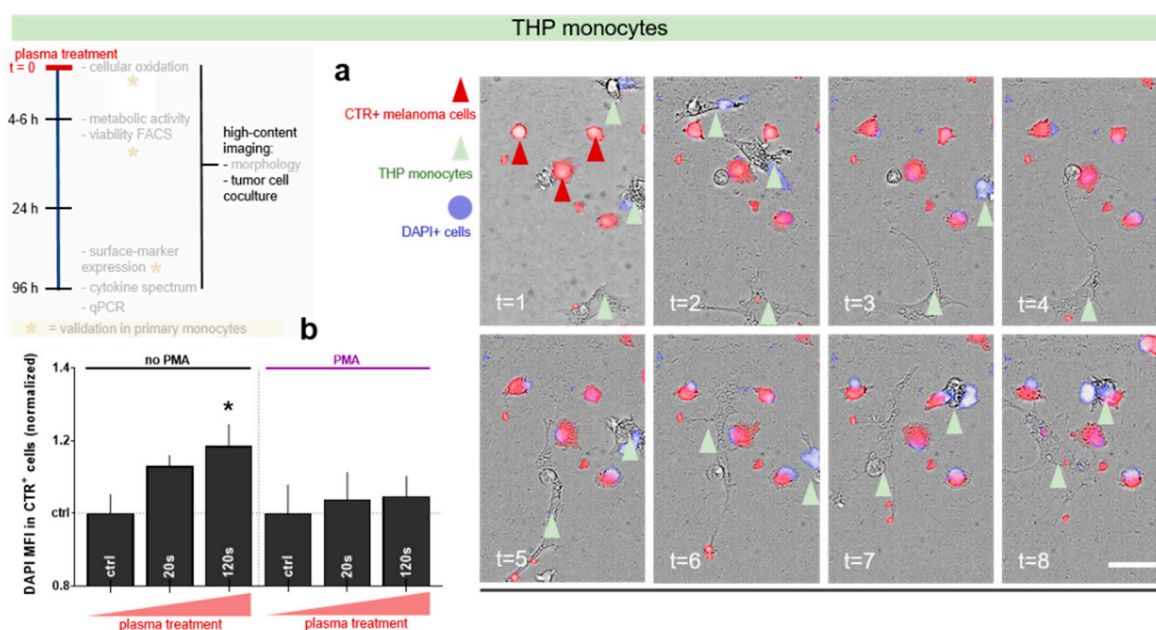 THP monocytes
plasma treatment
t = 0
- cellular oxidation
*
4-6 h
- metabolic activity
- viability FACS
*
high-content
imaging:
- morphology
- tumor cell
coculture
24 h
- surface-marker
expression *
96 h
- cytokine spectrum
- qPCR
* = validation in primary monocytes
a
CTR+ melanoma cells
THP monocytes
DAPI+ cells
t=1
t=2
t=3
t=4
t=5
t=6
t=7
t=8
b
no PMA
PMA
DAPI MFI in CTR⁺ cells (normalized)
1.4
1.2
ctrl
0.8
*
ctrl
20s
120s
ctrl
20s
120s
plasma treatment
plasma treatment